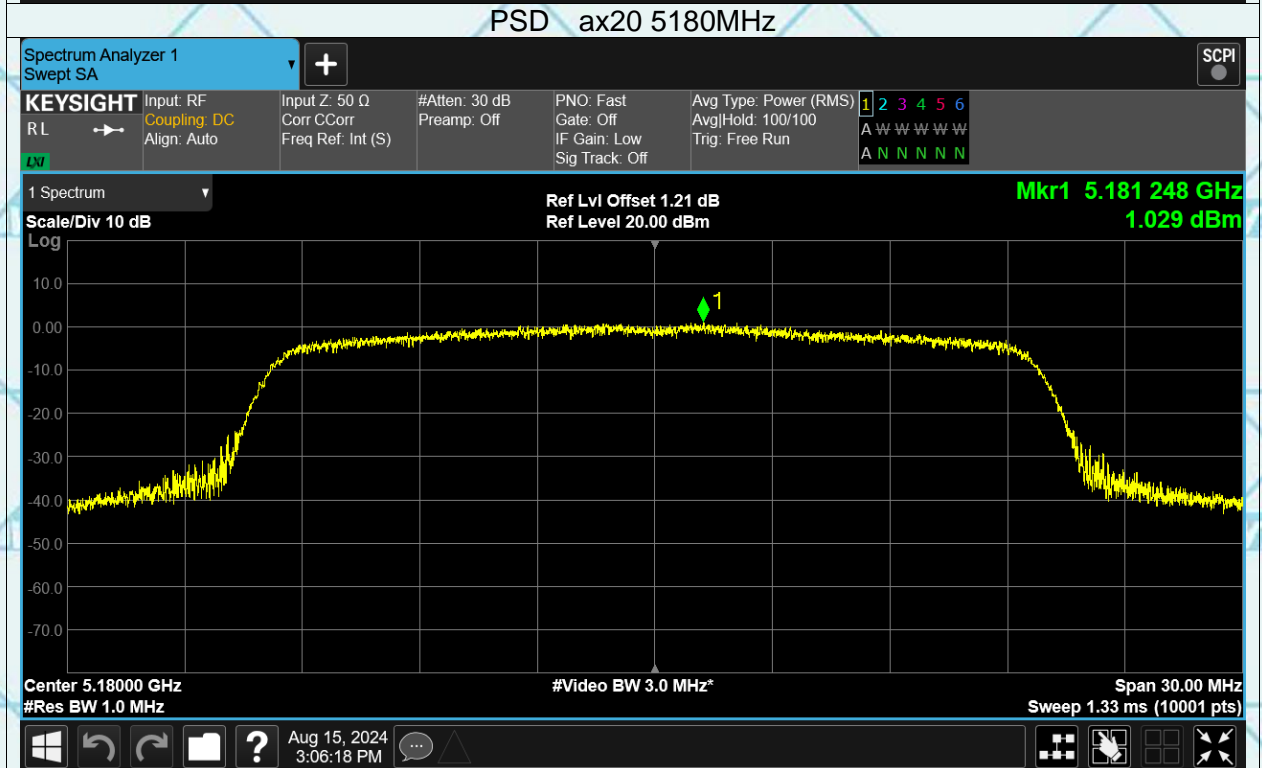 PSD ax20 5180MHz
Spectrum Analyzer 1
Swept SA
SCPI
KEYSIGHT
R L
LXI
Input: RF
Coupling: DC
Align: Auto
Input Z: 50 Ω
Corr CCorr
Freq Ref: Int (S)
#Atten: 30 dB
Preamp: Off
PNO: Fast
Gate: Off
IF Gain: Low
Sig Track: Off
Avg Type: Power (RMS)
Avg|Hold: 100/100
Trig: Free Run
1 2 3 4 5 6
A W W W W W
A N N N N N
1 Spectrum
Scale/Div 10 dB
Log
Ref Lvl Offset 1.21 dB
Ref Level 20.00 dBm
Mkr1 5.181 248 GHz
1.029 dBm
1
10.0
0.00
-10.0
-20.0
-30.0
-40.0
-50.0
-60.0
-70.0
Center 5.18000 GHz
#Res BW 1.0 MHz
#Video BW 3.0 MHz*
Span 30.00 MHz
Sweep 1.33 ms (10001 pts)
?
Aug 15, 2024
3:06:18 PM